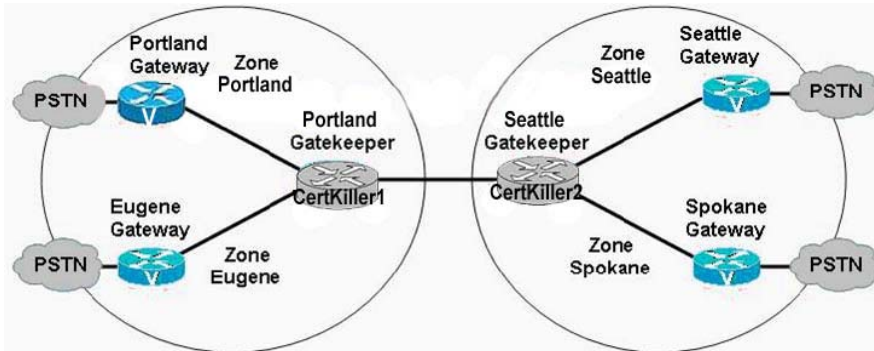 Portland
Gateway
Zone
Portland
PSTN
V
Portland
Gatekeeper
CertKiller1
Eugene
Gateway
PSTN
V
Zone
Eugene
Zone
Seattle
Seattle
Gateway
V
PSTN
Seattle
Gatekeeper
CertKiller2
Spokane
Gateway
V
PSTN
Zone
Spokane